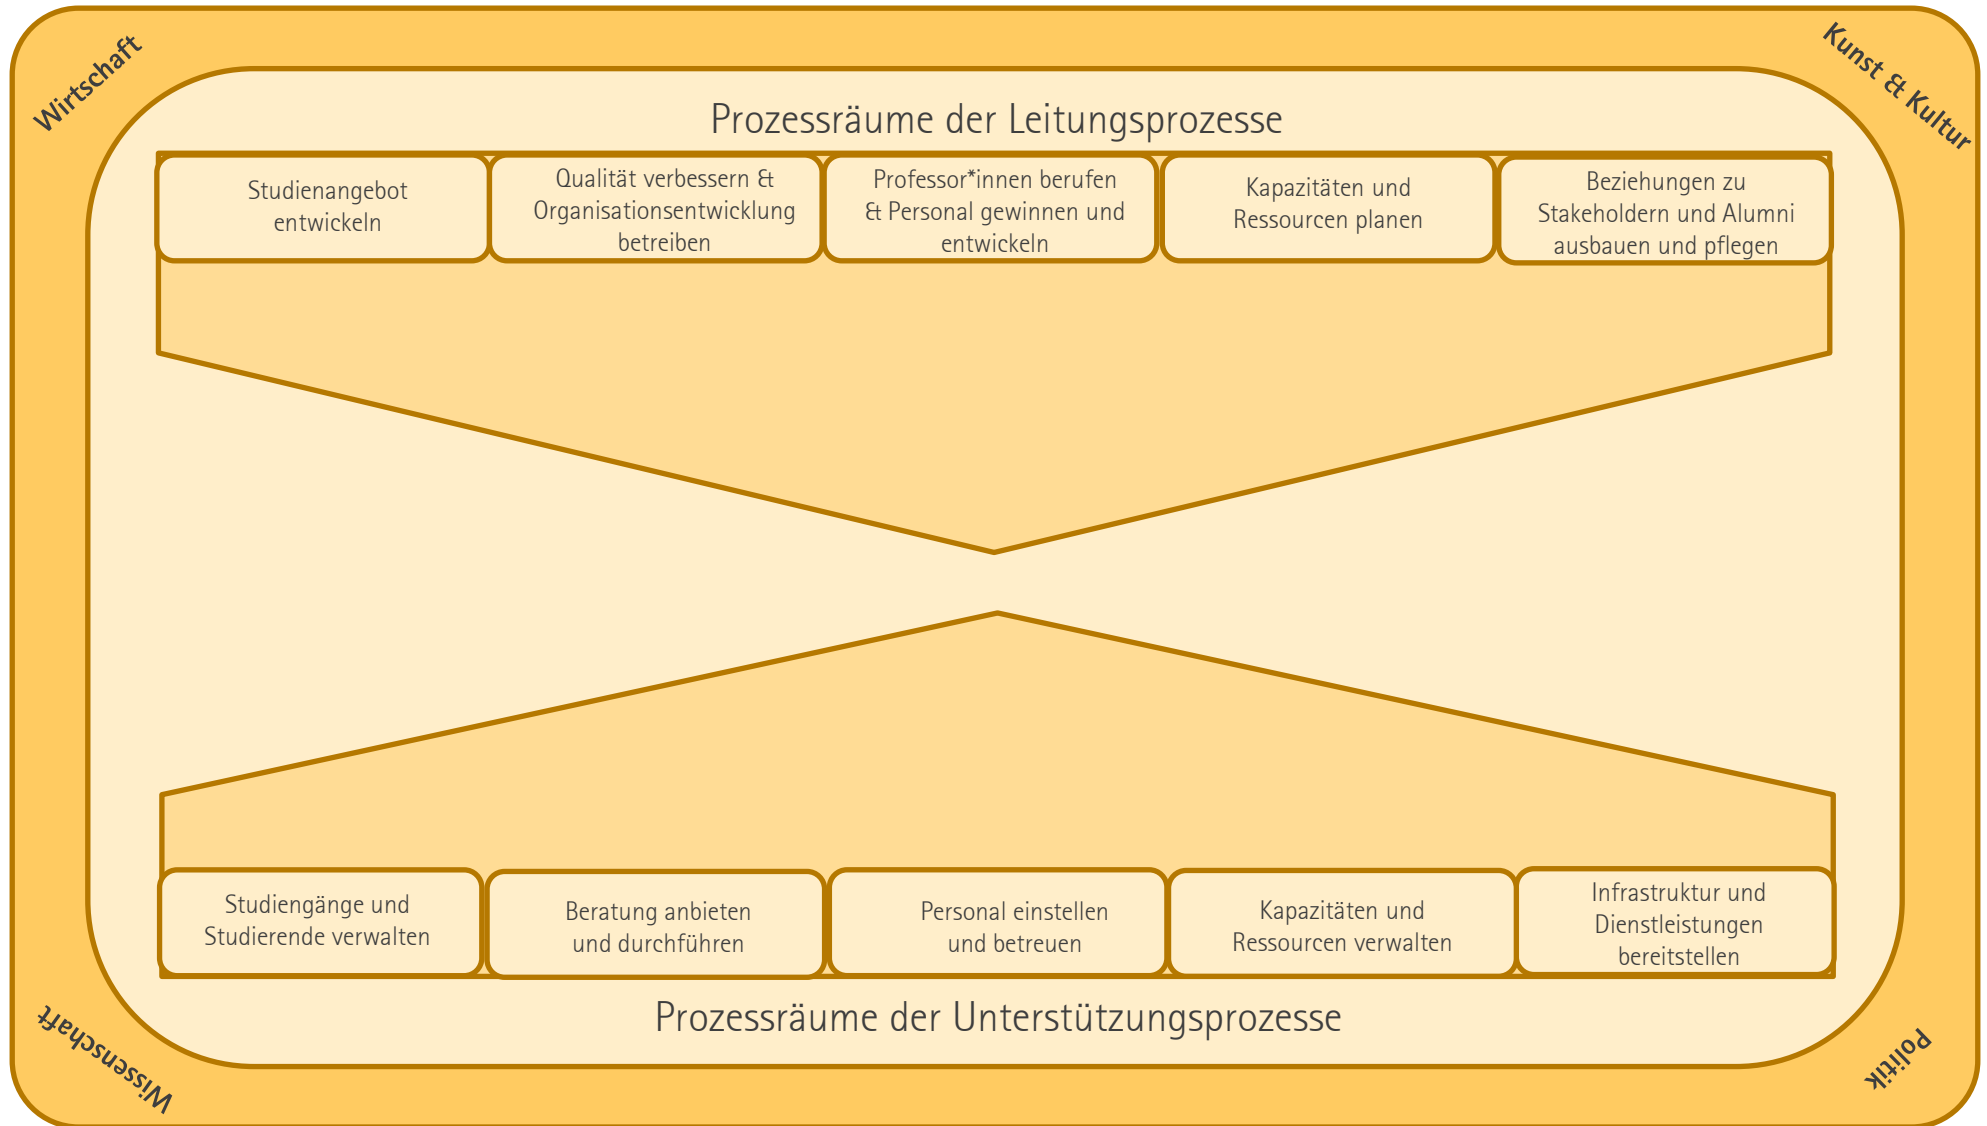 Wirtschaft
Kunst & Kultur
Prozessräume der Leitungsprozesse
Studienangebot
entwickeln
Qualität verbessern &
Organisationsentwicklung
betreiben
Professor*innen berufen
& Personal gewinnen und
entwickeln
Kapazitäten und
Ressourcen planen
Beziehungen zu
Stakeholdern und Alumni
ausbauen und pflegen
Studiengänge und
Studierende verwalten
Beratung anbieten
und durchführen
Personal einstellen
und betreuen
Kapazitäten und
Ressourcen verwalten
Infrastruktur und
Dienstleistungen
bereitstellen
Prozessräume der Unterstützungsprozesse
Wissenschaft
Politik